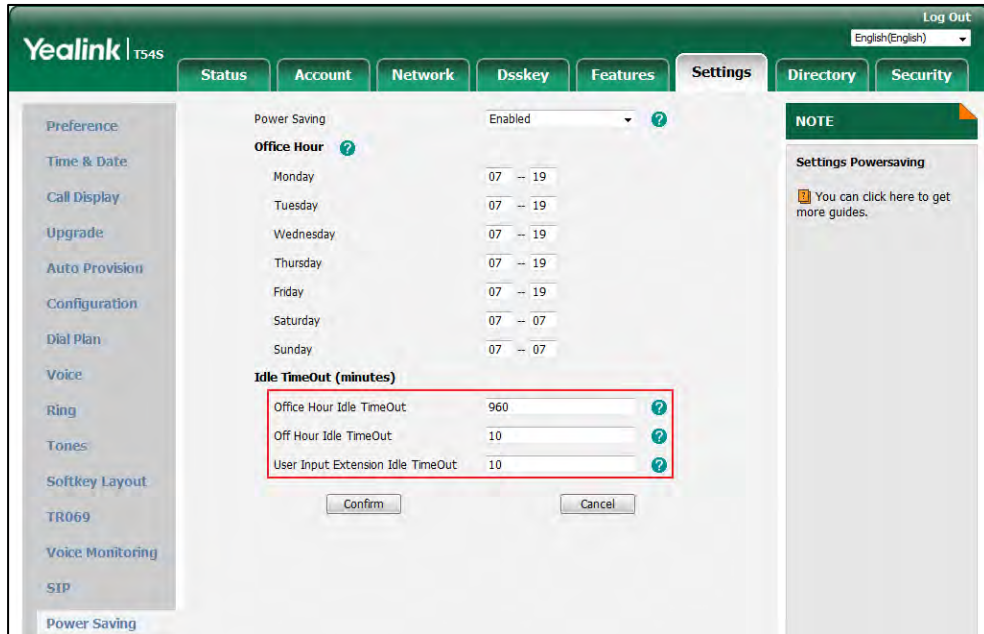 Log Out
English(English)
Yealink T54S
Status Account Network Dsskey Features Settings Directory Security
Preference
Time & Date
Call Display
Upgrade
Auto Provision
Configuration
Dial Plan
Voice
Ring
Tones
Softkey Layout
TR069
Voice Monitoring
SIP
Power Saving
Power Saving Enabled ?
Office Hour ?
Monday 07 -- 19
Tuesday 07 -- 19
Wednesday 07 -- 19
Thursday 07 -- 19
Friday 07 -- 19
Saturday 07 -- 07
Sunday 07 -- 07
Idle TimeOut (minutes)
Office Hour Idle TimeOut 960 ?
Off Hour Idle TimeOut 10 ?
User Input Extension Idle TimeOut 10 ?
Confirm Cancel
NOTE
Settings Powersaving
? You can click here to get
more guides.